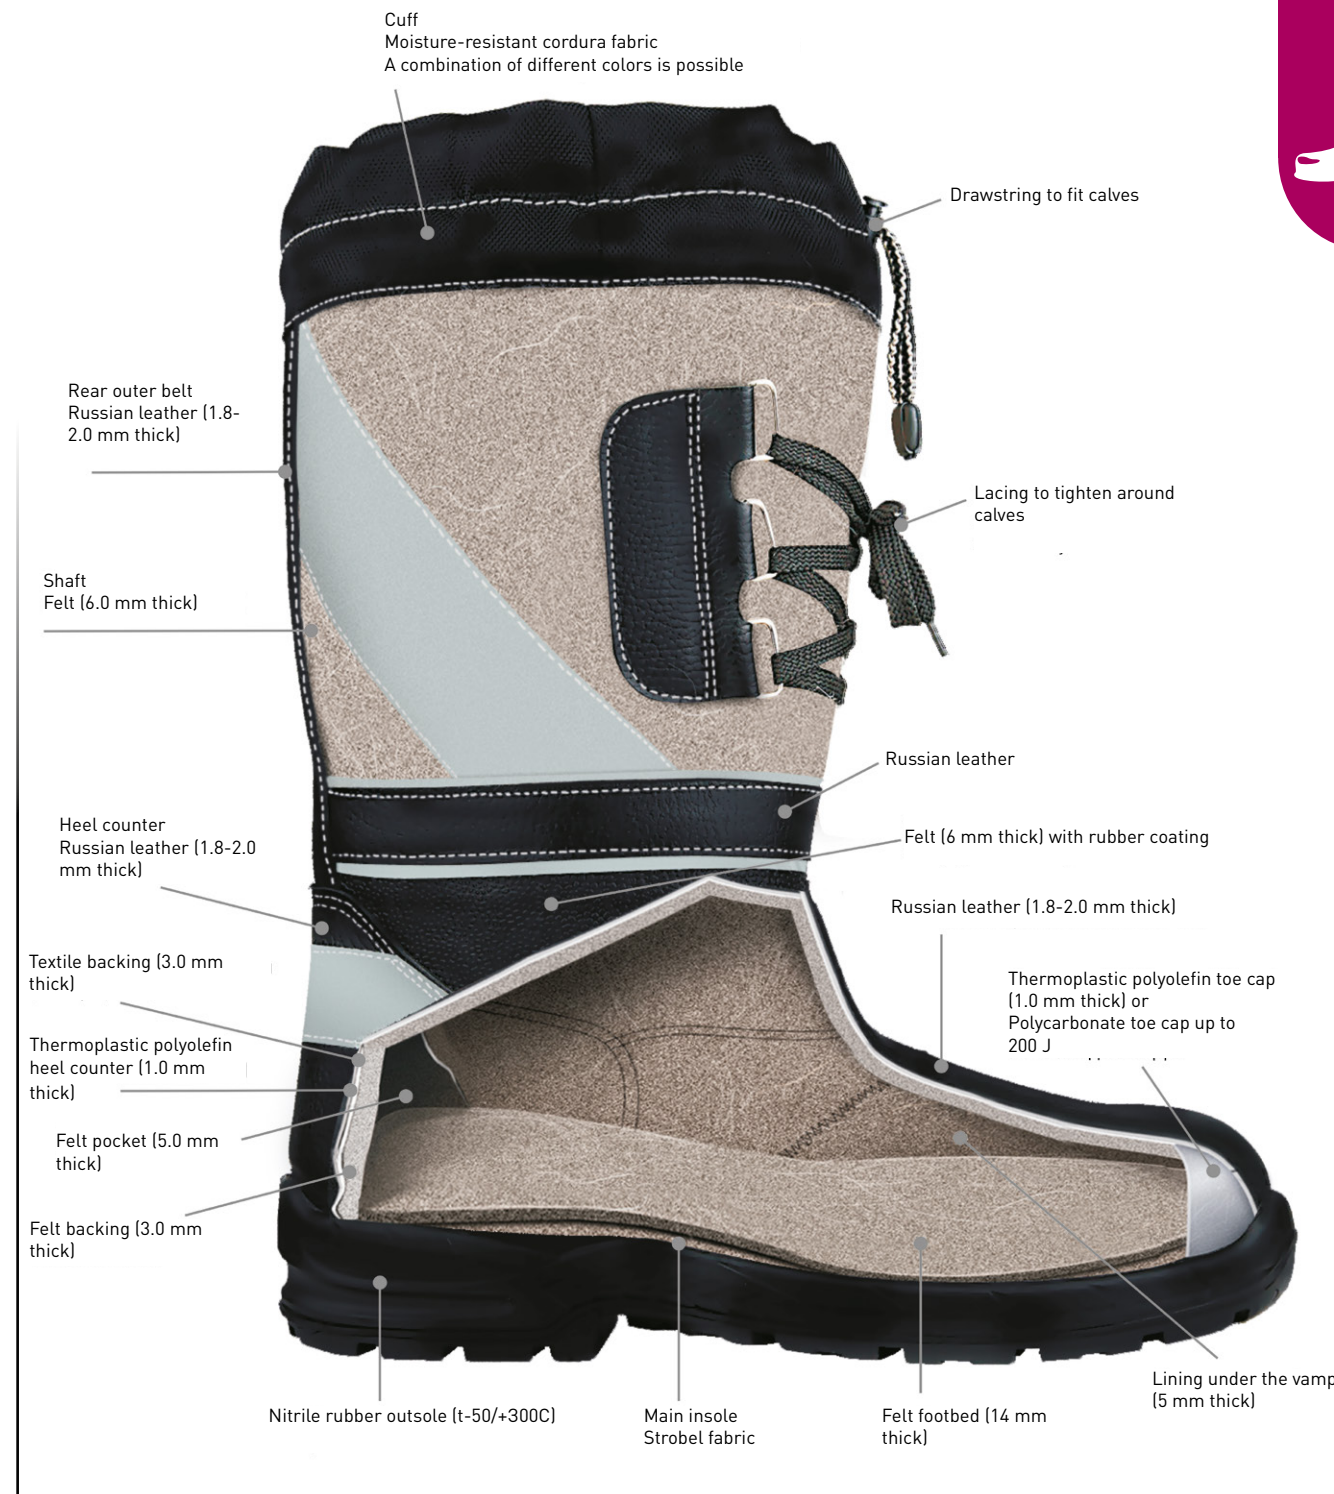 Cuff
Moisture-resistant cordura fabric
A combination of different colors is possible
Drawstring to fit calves
Rear outer belt
Russian leather (1.8-
2.0 mm thick)
Lacing to tighten around
calves
Shaft
Felt (6.0 mm thick)
Russian leather
Heel counter
Russian leather (1.8-2.0
mm thick)
Felt (6 mm thick) with rubber coating
Russian leather (1.8-2.0 mm thick)
Textile backing (3.0 mm
thick)
Thermoplastic polyolefin toe cap
(1.0 mm thick) or
Polycarbonate toe cap up to
200 J
Thermoplastic polyolefin
heel counter (1.0 mm
thick)
Felt pocket (5.0 mm
thick)
Felt backing (3.0 mm
thick)
Lining under the vamp
(5 mm thick)
Nitrile rubber outsole (t-50/+300C)
Main insole
Strobel fabric
Felt footbed (14 mm
thick)